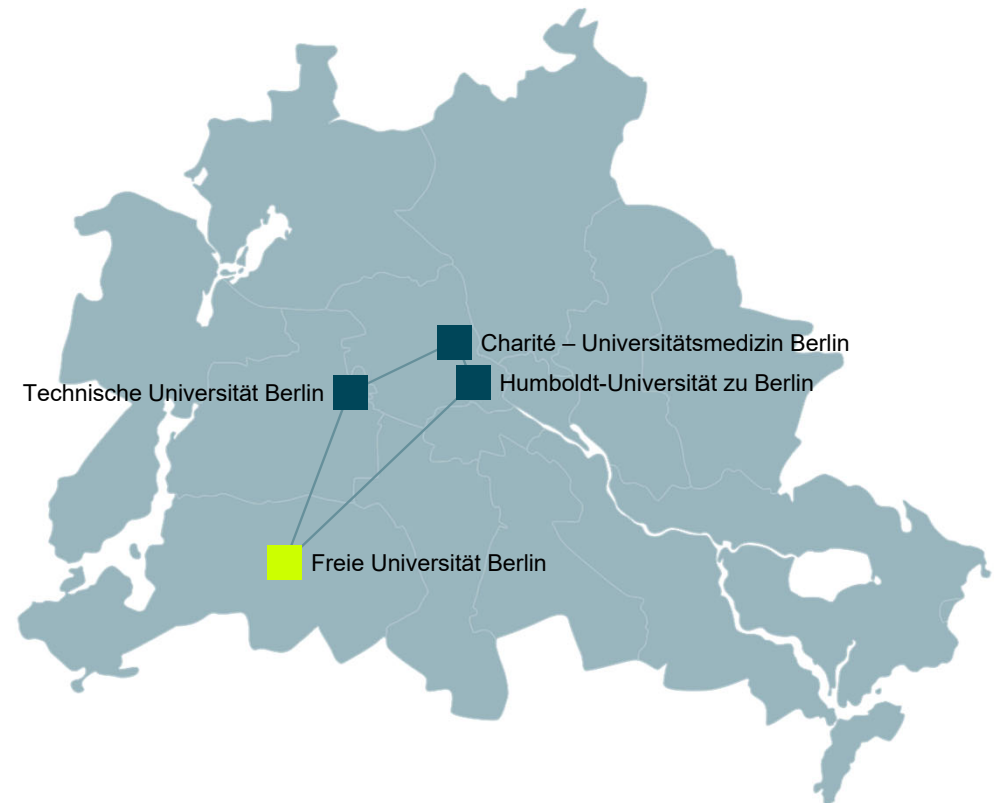 Charité – Universitätsmedizin Berlin
Humboldt-Universität zu Berlin
Technische Universität Berlin
Freie Universität Berlin